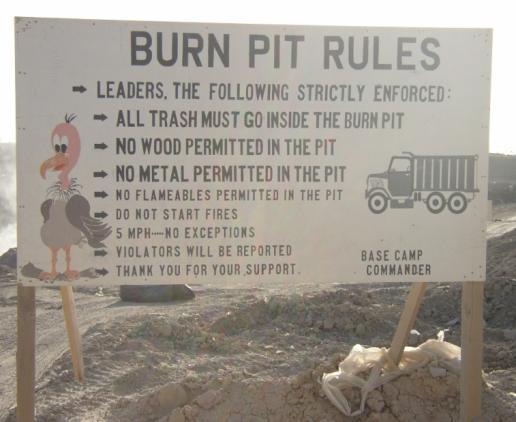 BURN PIT RULES
LEADERS, THE FOLLOWING STRICTLY ENFORCED:
ALL TRASH MUST GO INSIDE THE BURN PIT
NO WOOD PERMITTED IN THE PIT
NO METAL PERMITTED IN THE PIT
NO FLAMEABLES PERMITTED IN THE PIT
DO NOT START FIRES
5 MPH----NO EXCEPTIONS
VIOLATORS WILL BE REPORTED
THANK YOU FOR YOUR SUPPORT.
BASE CAMP
COMMANDER